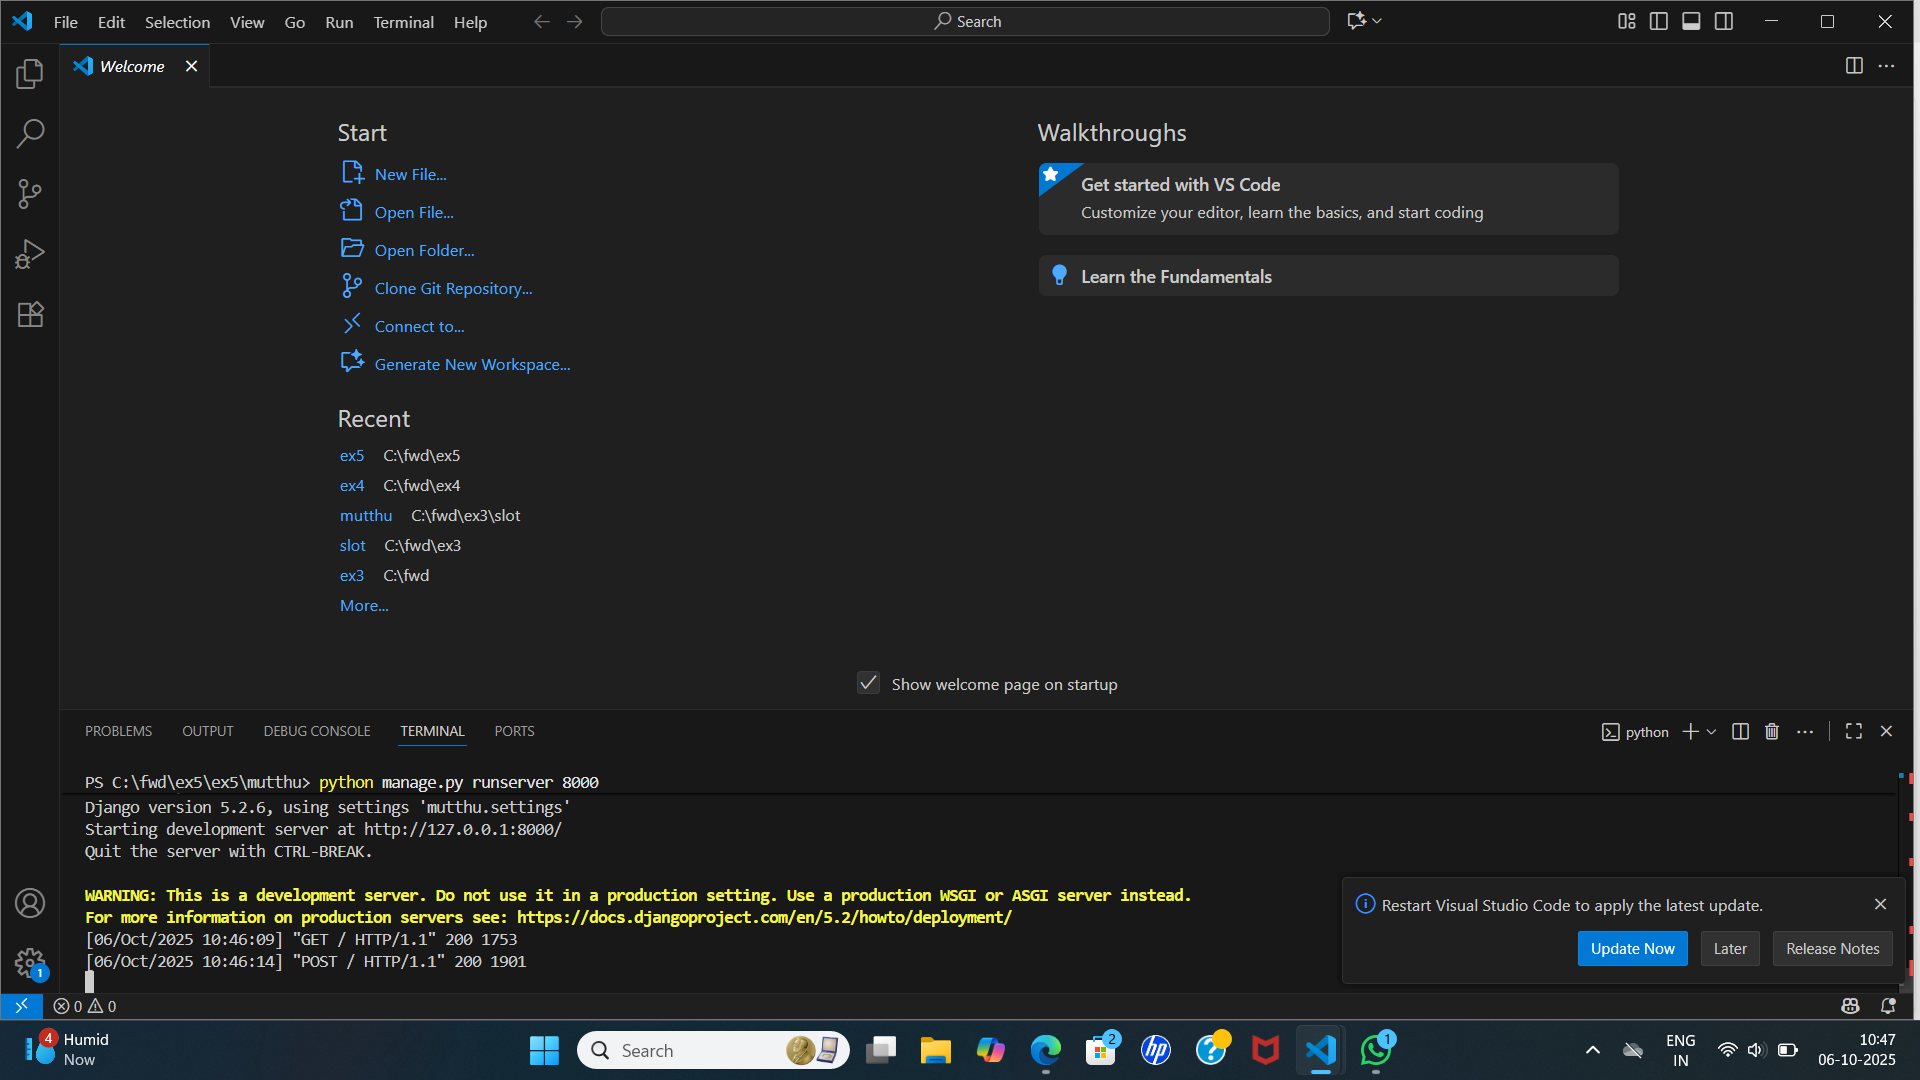 File Edit Selection View Go Run Terminal Help
Search
Welcome
Start
New File...
Open File...
Open Folder...
Clone Git Repository...
Connect to...
Generate New Workspace...
Recent
ex5 C:\fwd\ex5
ex4 C:\fwd\ex4
mutthu C:\fwd\ex3\slot
slot C:\fwd\ex3
ex3 C:\fwd
More...
Walkthroughs
Get started with VS Code
Customize your editor, learn the basics, and start coding
Learn the Fundamentals
Show welcome page on startup
PROBLEMS OUTPUT DEBUG CONSOLE TERMINAL PORTS
python
PS C:\fwd\ex5\ex5\mutthu> python manage.py runserver 8000
Django version 5.2.6, using settings 'mutthu.settings'
Starting development server at http://127.0.0.1:8000/
Quit the server with CTRL-BREAK.
WARNING: This is a development server. Do not use it in a production setting. Use a production WSGI or ASGI server instead.
For more information on production servers see: https://docs.djangoproject.com/en/5.2/howto/deployment/
[06/Oct/2025 10:46:09] "GET / HTTP/1.1" 200 1753
[06/Oct/2025 10:46:14] "POST / HTTP/1.1" 200 1901
Restart Visual Studio Code to apply the latest update.
Update Now Later Release Notes
1
0 0
4 Humid
Now
Search
2
hp
1
ENG
IN
10:47
06-10-2025